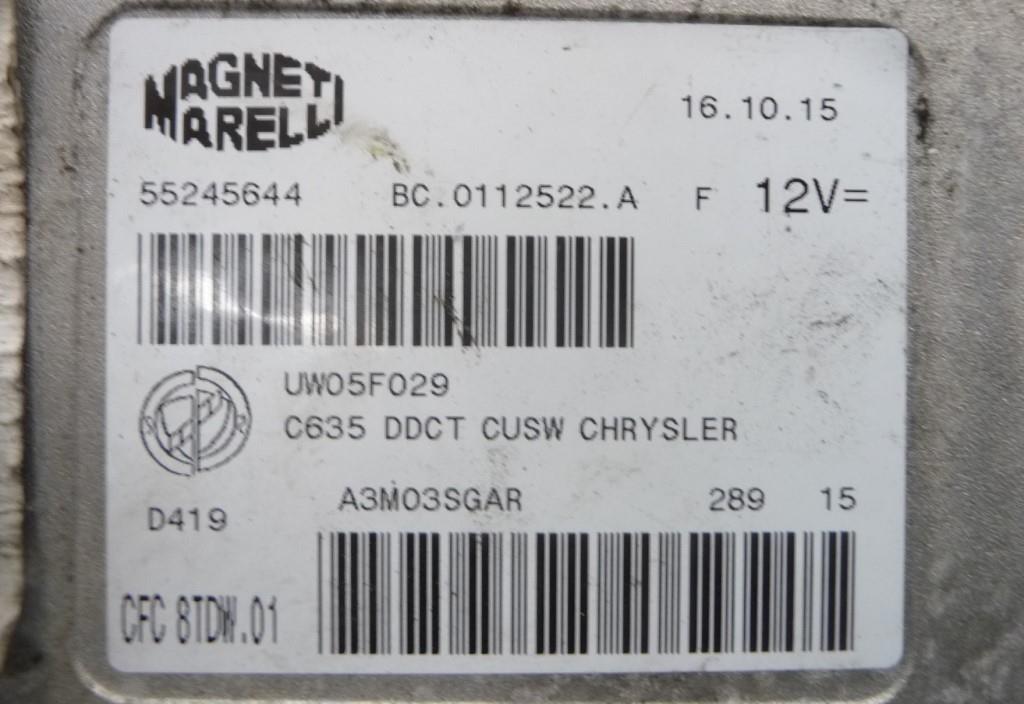 MAGNETI
MARELLI
16.10.15
55245644 BC.0112522.A F 12V=
UW05F029
C635 DDCT CUSW CHRYSLER
A3M03SGAR 289 15
D419
CFC 8TDW.01